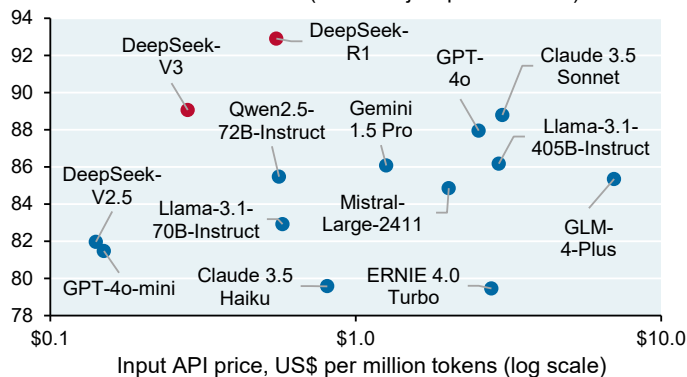 94
92
90
88
86
84
82
80
78
DeepSeek-
V3
DeepSeek-
R1
GPT-
4o
Claude 3.5
Sonnet
Qwen2.5-
72B-Instruct
Gemini
1.5 Pro
Llama-3.1-
405B-Instruct
DeepSeek-
V2.5
Llama-3.1-
70B-Instruct
Mistral-
Large-2411
GLM-
4-Plus
GPT-4o-mini
Claude 3.5
Haiku
ERNIE 4.0
Turbo
$0.1
$1.0
$10.0
Input API price, US$ per million tokens (log scale)